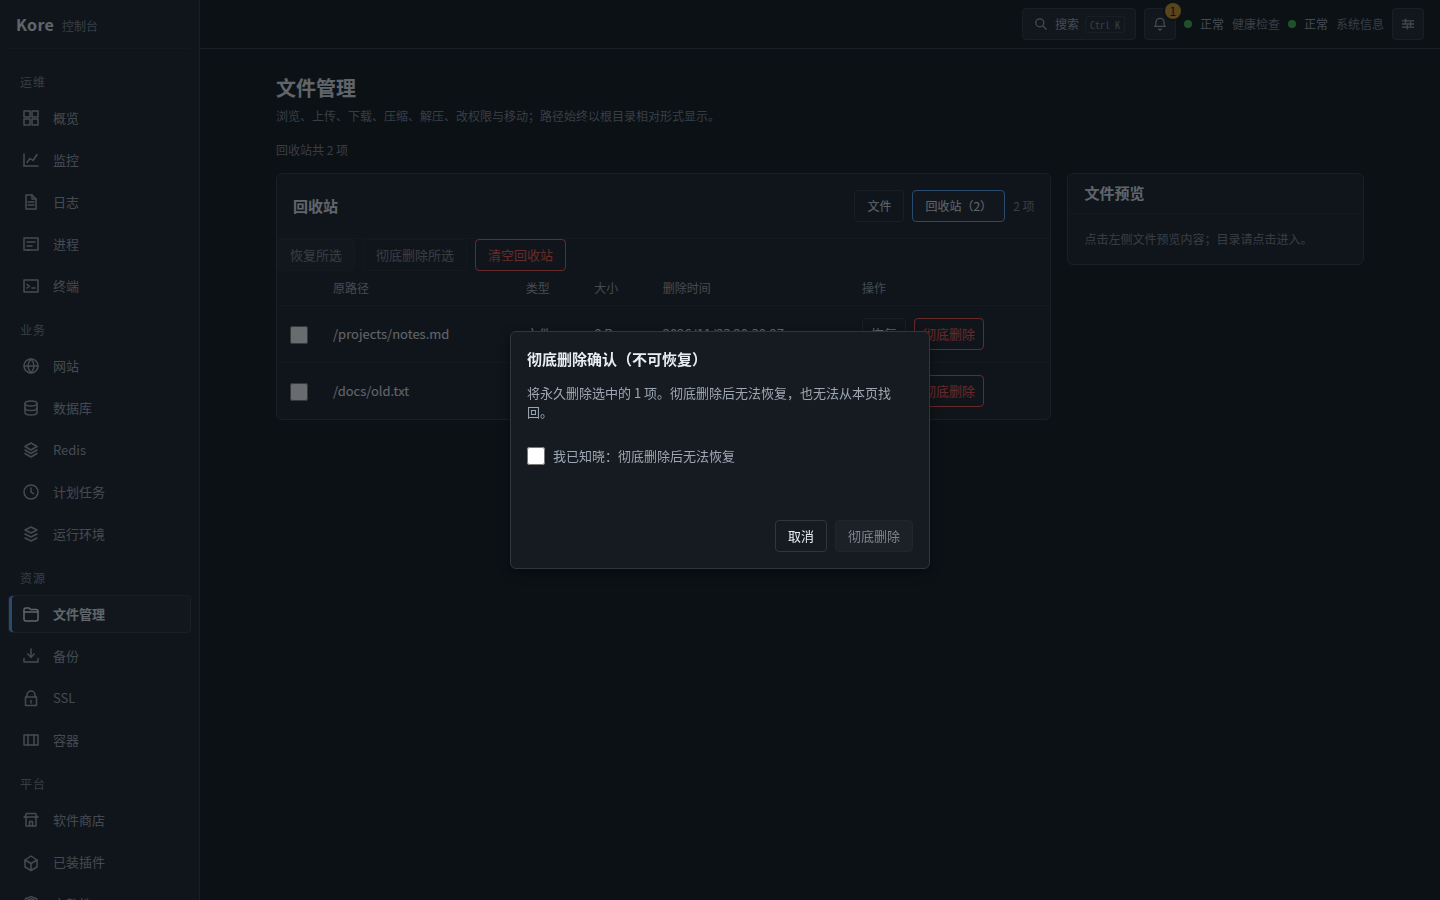 Kore 控制台
搜索 Ctrl K
1
正常 健康检查
正常 系统信息
运维
概览
监控
日志
进程
终端
业务
网站
数据库
Redis
计划任务
运行环境
资源
文件管理
备份
SSL
容器
平台
软件商店
已装插件
文件管理
浏览、上传、下载、压缩、解压、改权限与移动；路径始终以根目录相对形式显示。
回收站共 2 项
回收站
文件
回收站（2）
2 项
恢复所选
彻底删除所选
清空回收站
原路径 类型 大小 删除时间 操作
/projects/notes.md
彻底删除
/docs/old.txt
彻底删除
文件预览
点击左侧文件预览内容；目录请点击进入。
彻底删除确认（不可恢复）
将永久删除选中的 1 项。彻底删除后无法恢复，也无法从本页找
回。
我已知晓：彻底删除后无法恢复
取消
彻底删除